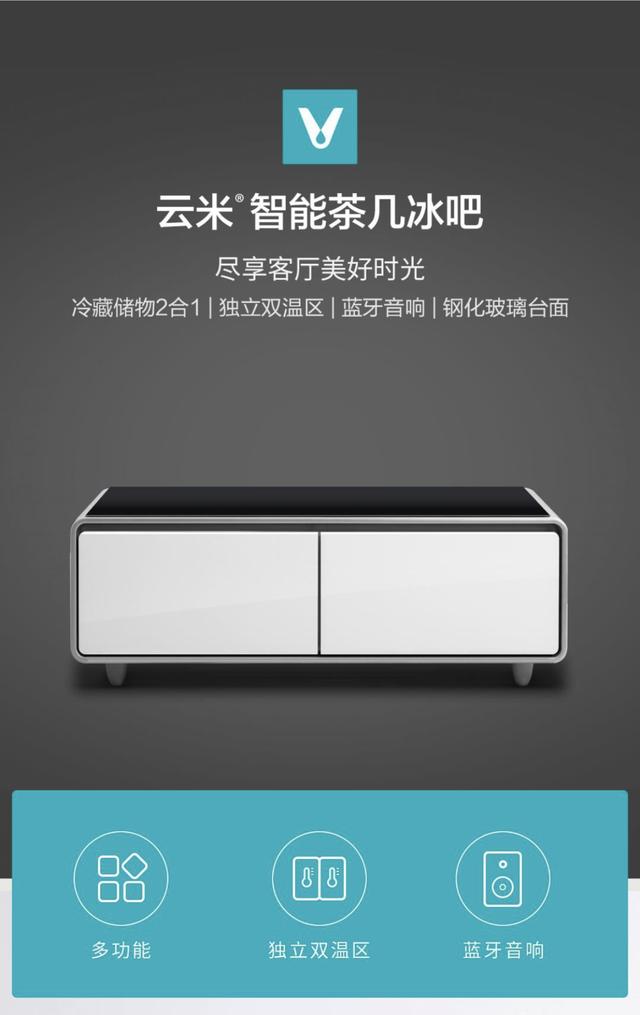 云米®智能茶几冰吧
尽享客厅美好时光
冷藏储物2合1 | 独立双温区 | 蓝牙音响 | 钢化玻璃台面
多功能 独立双温区 蓝牙音响